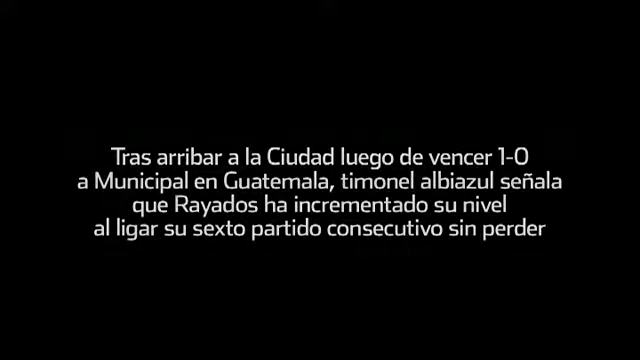 Tras arribar a la Ciudad luego de vencer 1-0
a Municipal en Guatemala, timonel albiazul señala
que Rayados ha incrementado su nivel
al ligar su sexto partido consecutivo sin perder